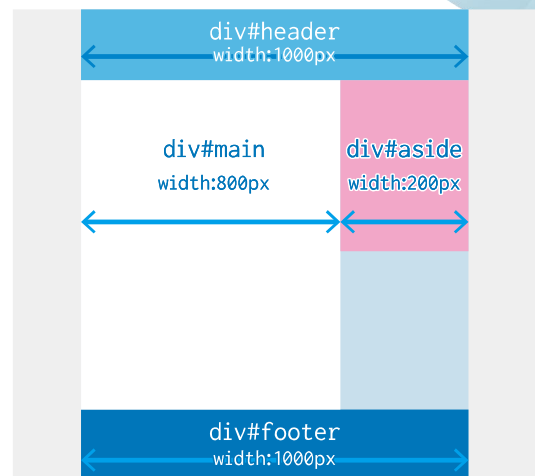 div#header
width:1000px
div#main
width:800px
div#aside
width:200px
div#footer
width:1000px